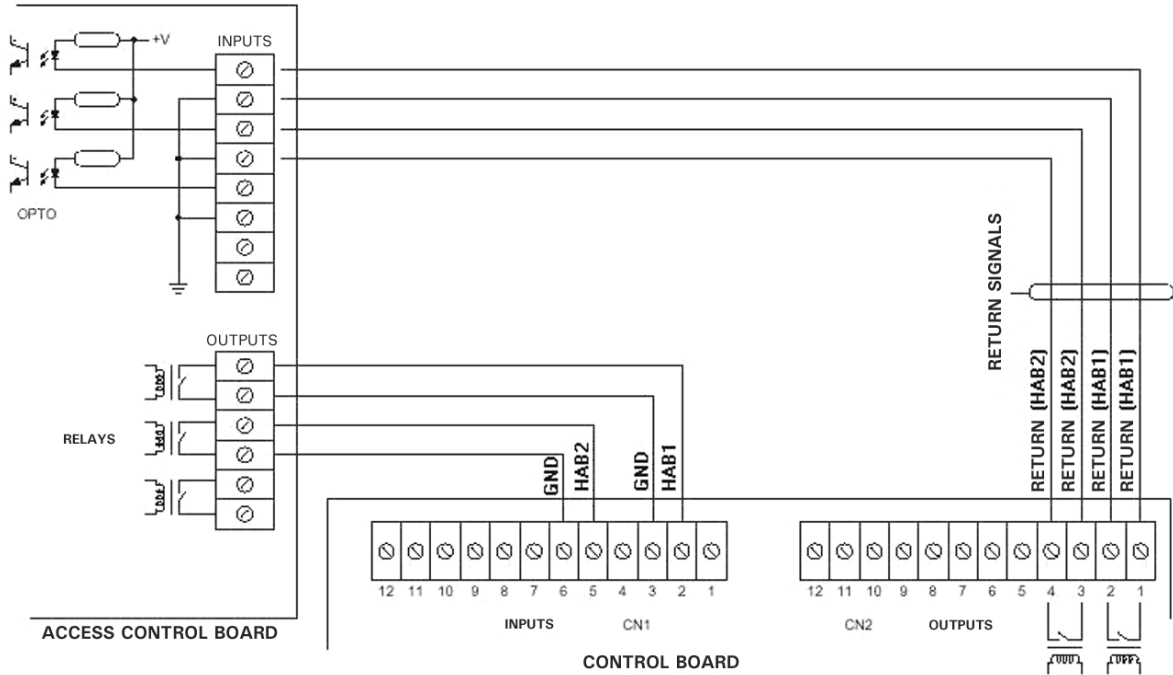 +V
INPUTS
OPTO
OUTPUTS
RELAYS
GND
HAB2
GND
HAB1
RETURN SIGNALS
RETURN (HAB2)
RETURN (HAB2)
RETURN (HAB1)
RETURN (HAB1)
12 11 10 9 8 7 6 5 4 3 2 1
INPUTS CN1
12 11 10 9 8 7 6 5 4 3 2 1
CN2 OUTPUTS
ACCESS CONTROL BOARD
CONTROL BOARD